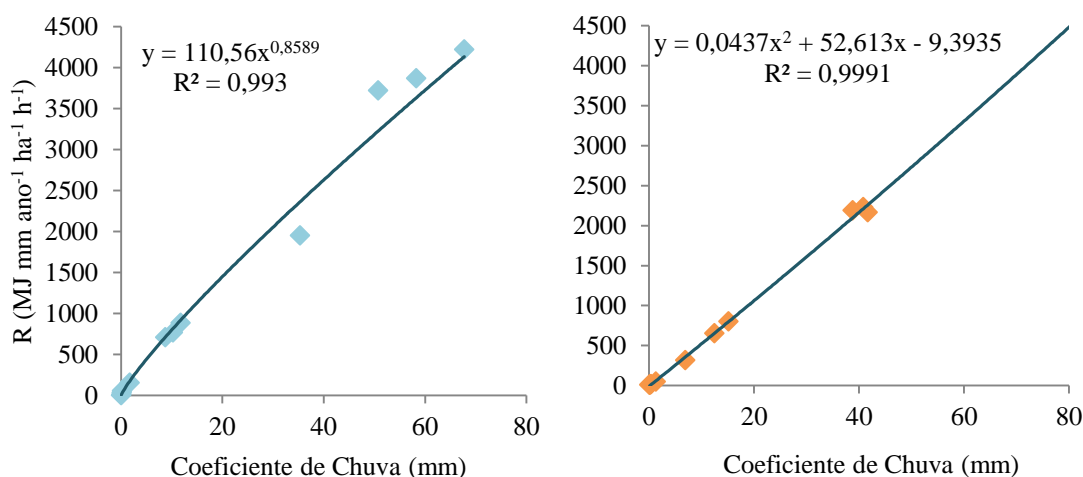 4500
4000
3500
3000
2500
2000
1500
1000
500
0
R (MJ mm ano⁻¹ ha⁻¹ h⁻¹)
y = 110,56x^0,8589
R² = 0,993
0 20 40 60 80
Coeficiente de Chuva (mm)
4500
4000
3500
3000
2500
2000
1500
1000
500
0
y = 0,0437x² + 52,613x - 9,3935
R² = 0,9991
0 20 40 60 80
Coeficiente de Chuva (mm)